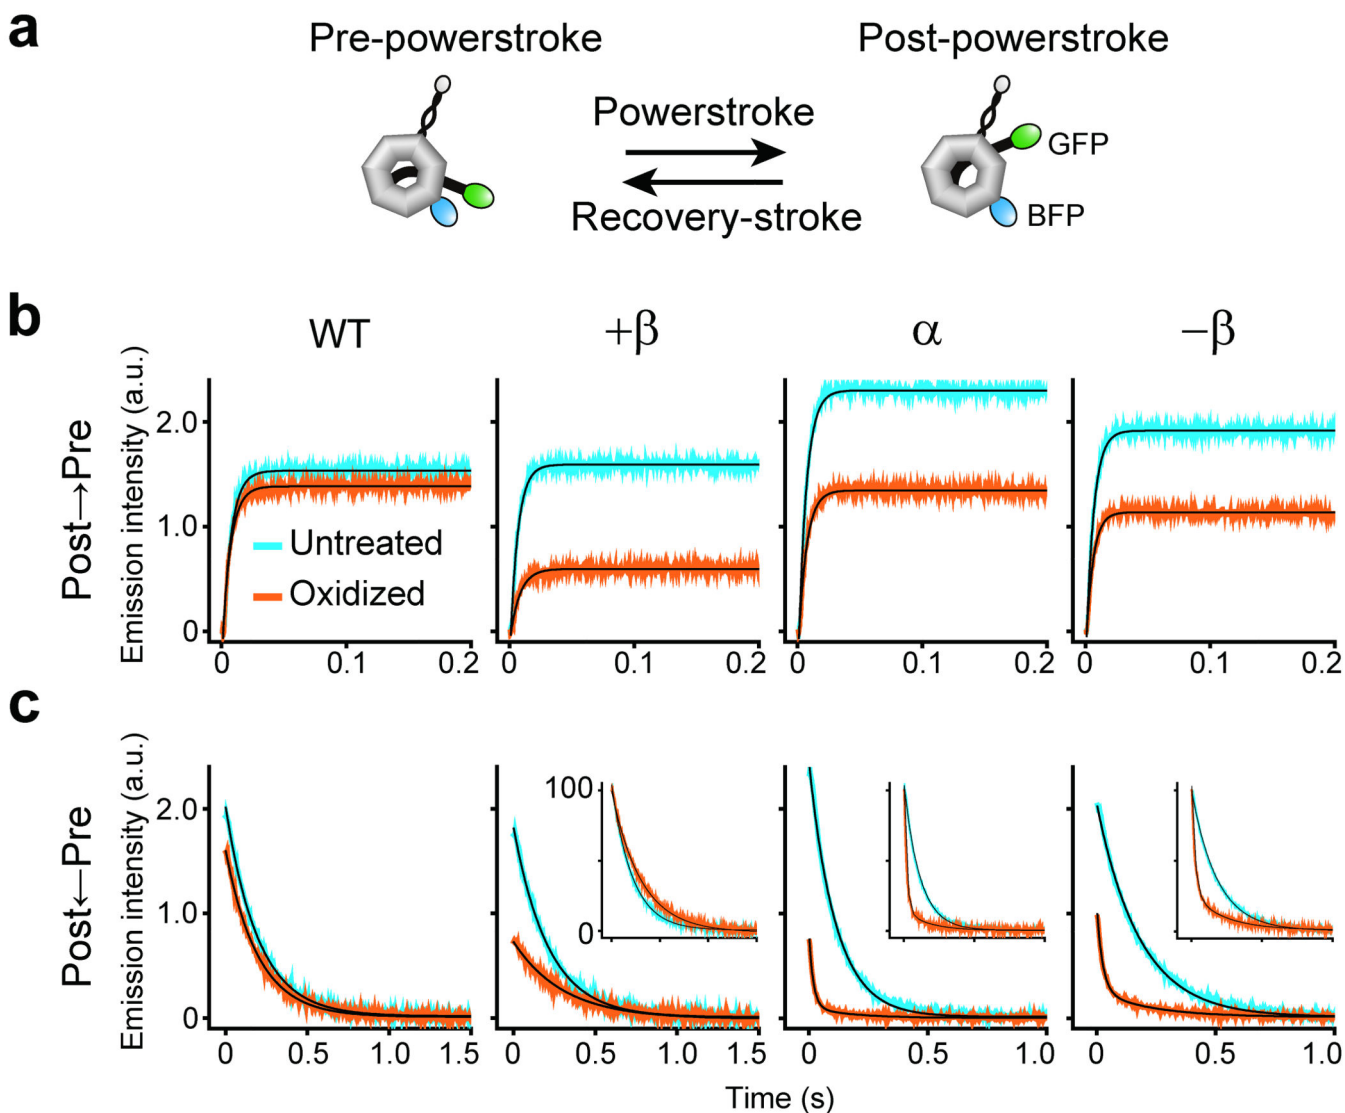 a
Pre-powerstroke
Post-powerstroke
Powerstroke
Recovery-stroke
GFP
BFP
b
WT
+β
α
−β
Post→Pre
Emission intensity (a.u.)
2.0
1.0
0
Untreated
Oxidized
0 0.1 0.2
0 0.1 0.2
0 0.1 0.2
0 0.1 0.2
c
Post←Pre
Emission intensity (a.u.)
2.0
1.0
0
100
0
0 0.5 1.0 1.5
0 0.5 1.0 1.5
0 0.5 1.0
0 0.5 1.0
Time (s)